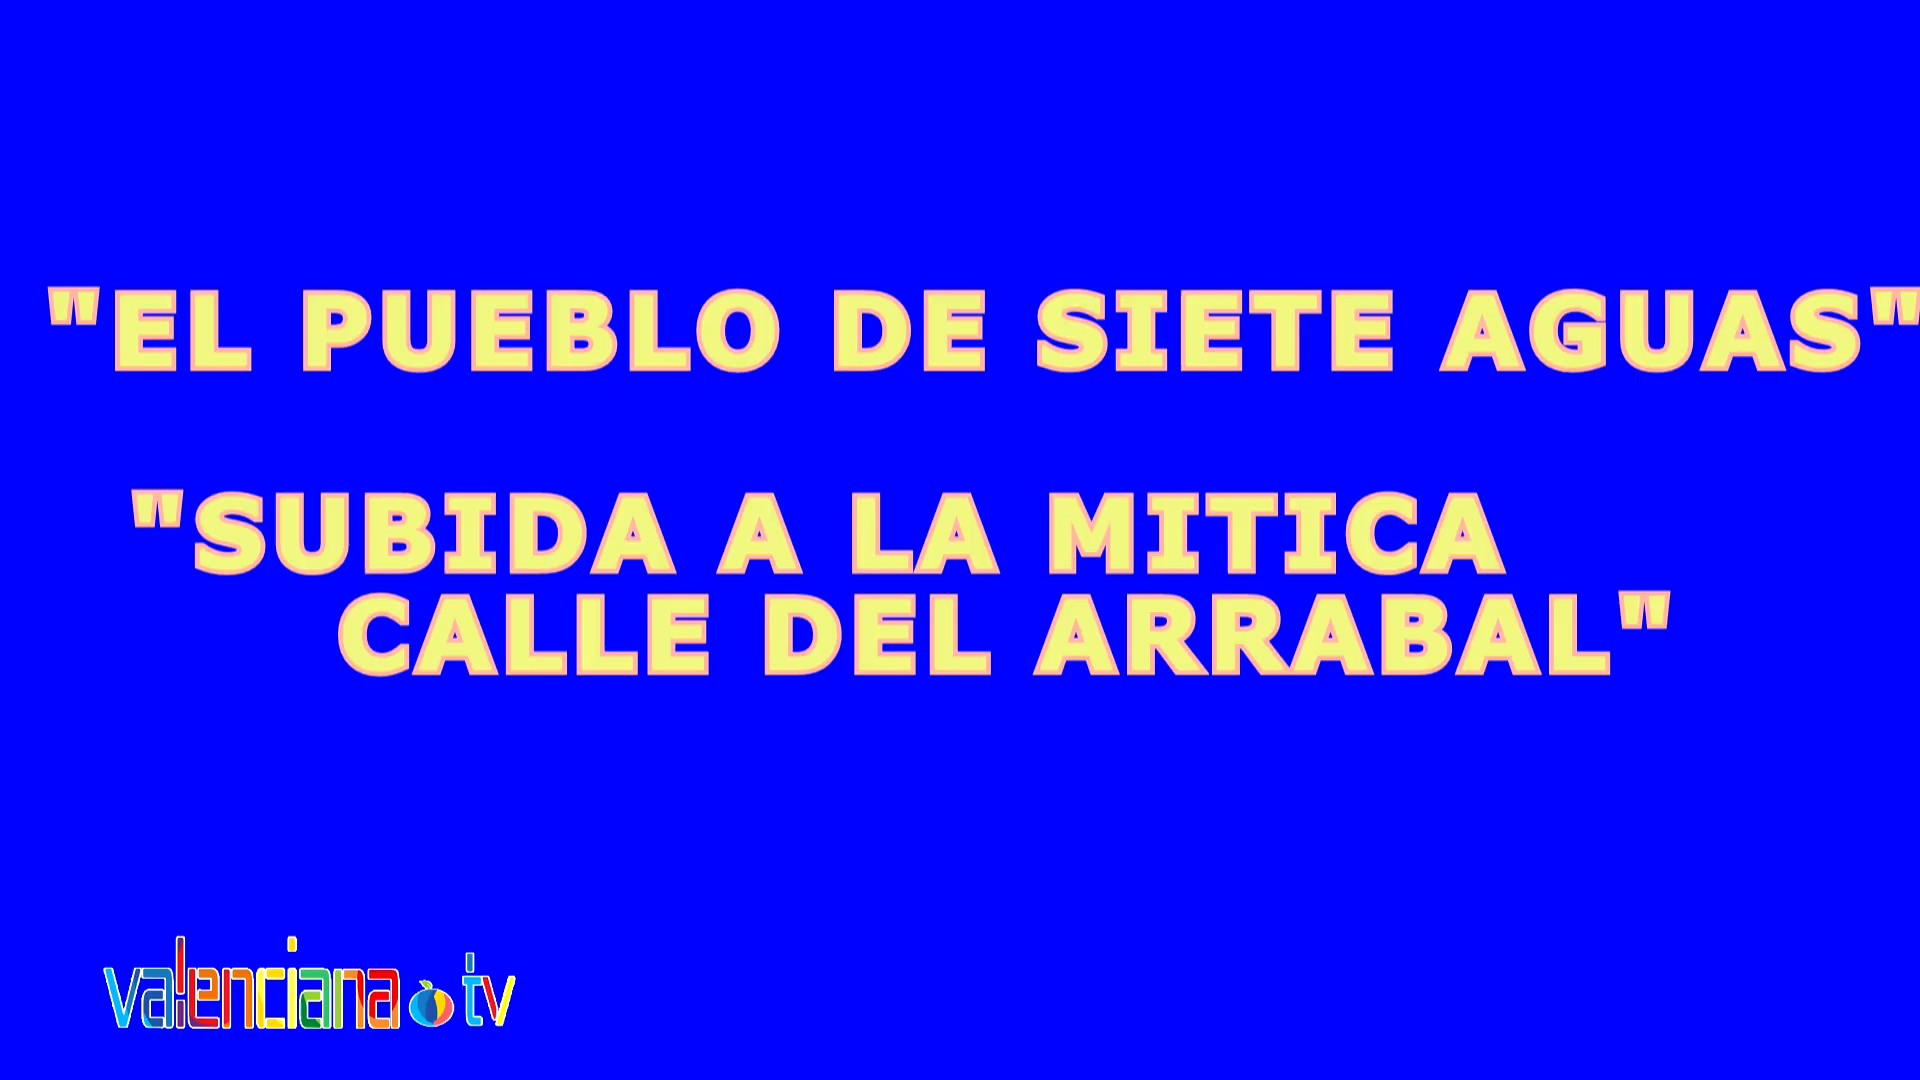 "EL PUEBLO DE SIETE AGUAS"
"SUBIDA A LA MITICA
CALLE DEL ARRABAL"
valenciana tv